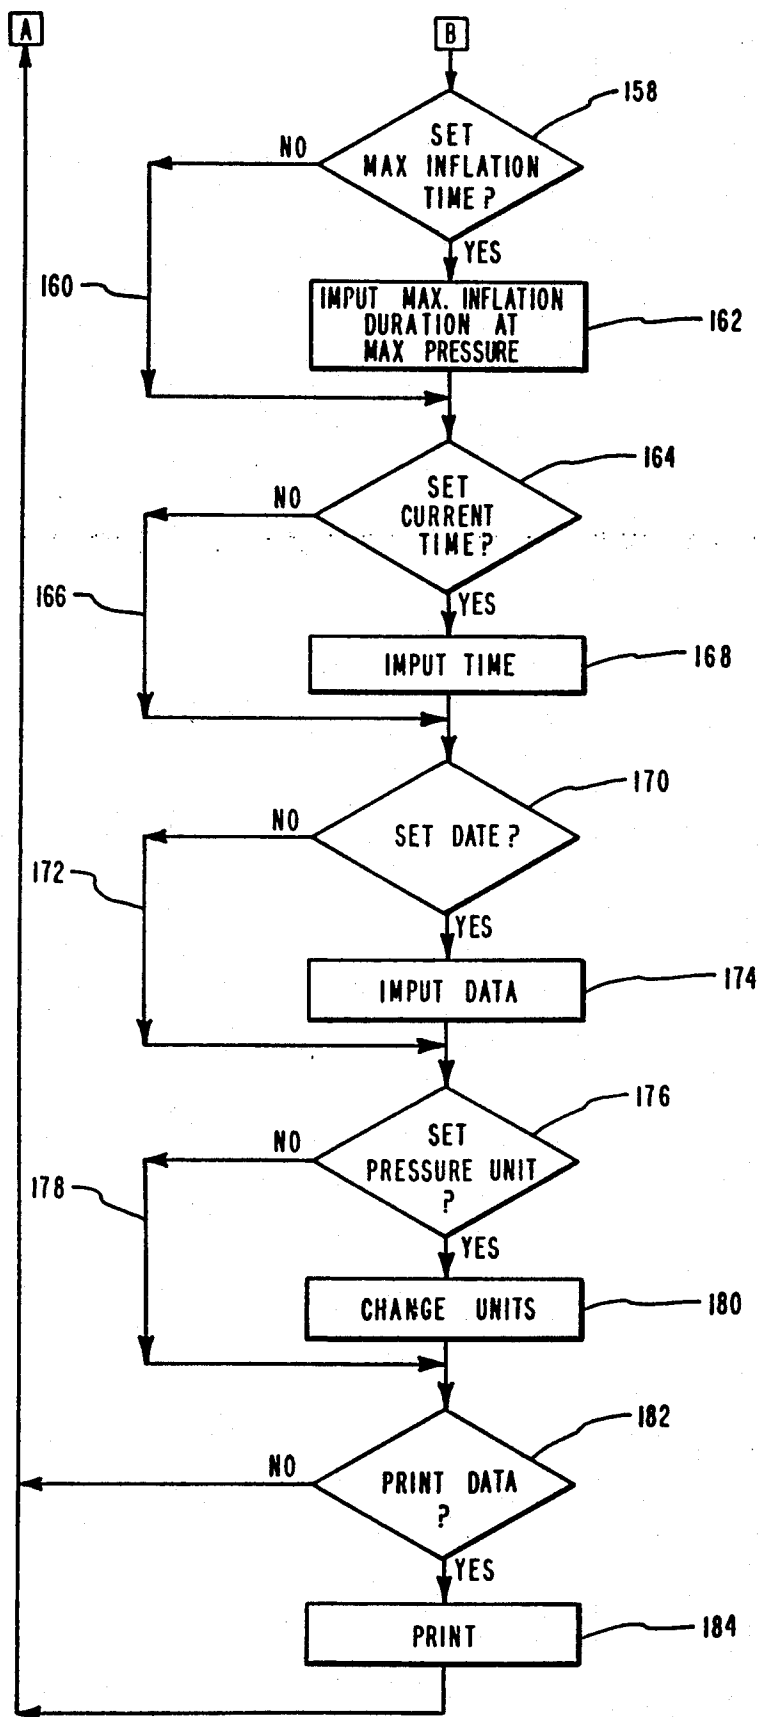 A
B
158
SET
MAX INFLATION
TIME?
NO
YES
160
IMPUT MAX. INFLATION
DURATION AT
MAX PRESSURE
162
164
SET
CURRENT
TIME?
NO
YES
166
IMPUT TIME
168
170
SET DATE?
NO
YES
172
IMPUT DATA
174
176
SET
PRESSURE UNIT
?
NO
YES
178
CHANGE UNITS
180
182
PRINT DATA
?
NO
YES
PRINT
184